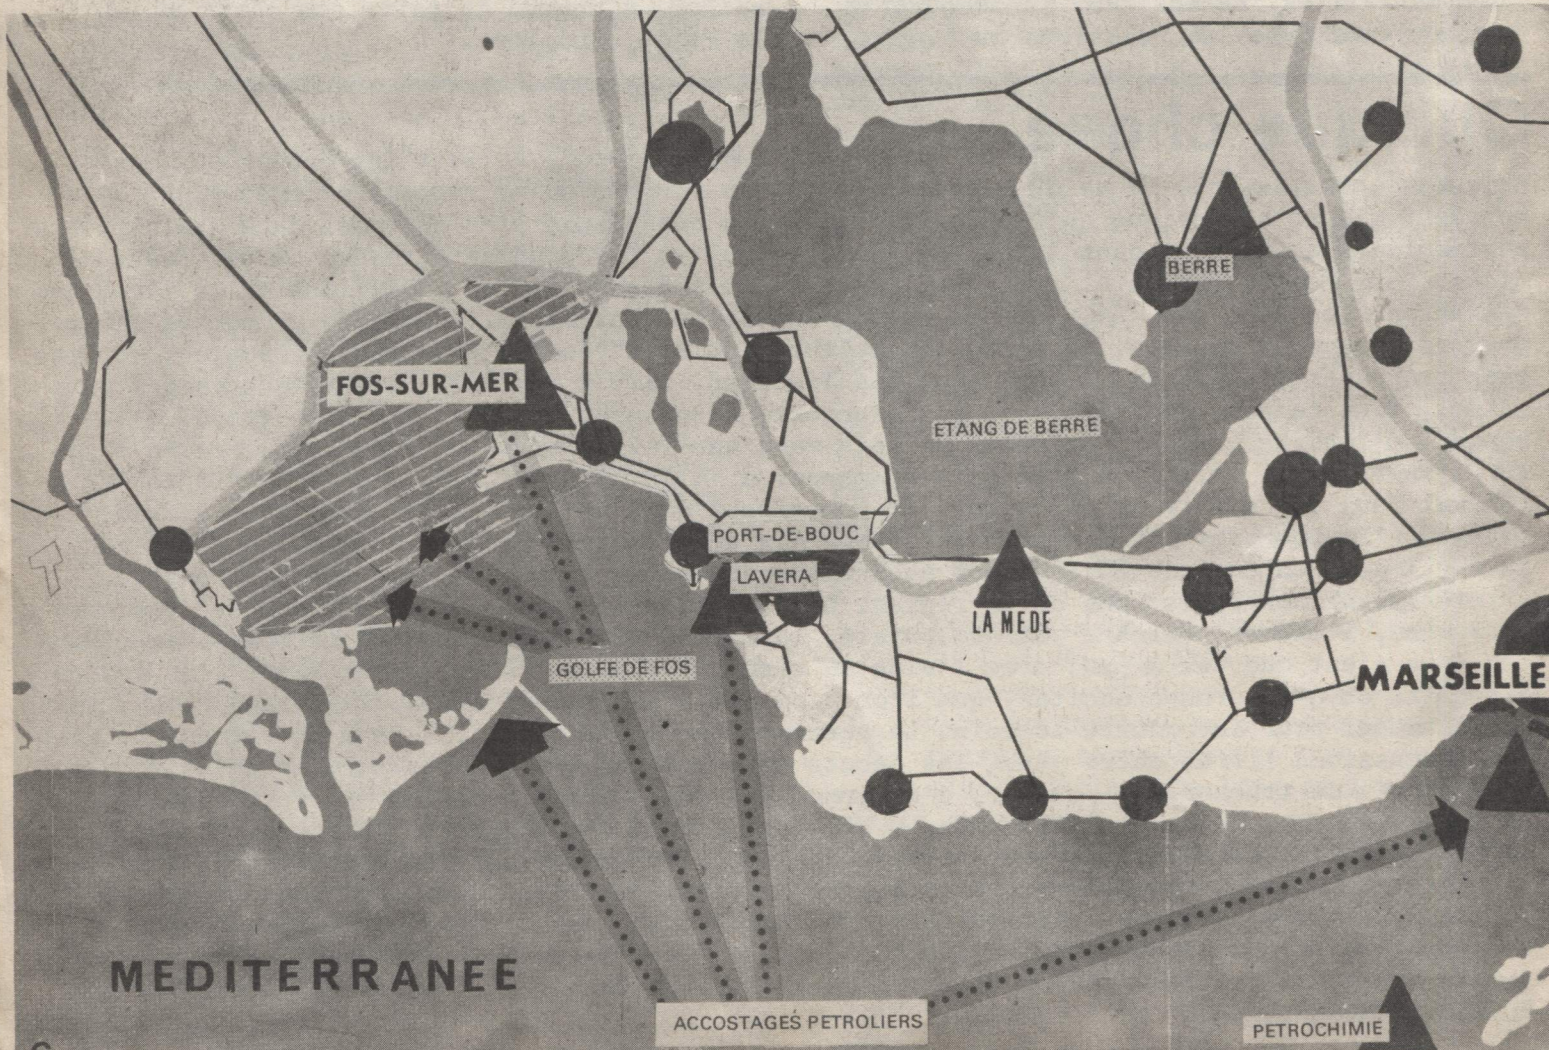 BERRE
FOS-SUR-MER
ETANG DE BERRE
PORT-DE-BOUC
LAVERA
LA MEDE
GOLFE DE FOS
MARSEILLE
MEDITERRANEE
ACCOSTAGES PETROLIERS
PETROCHIMIE